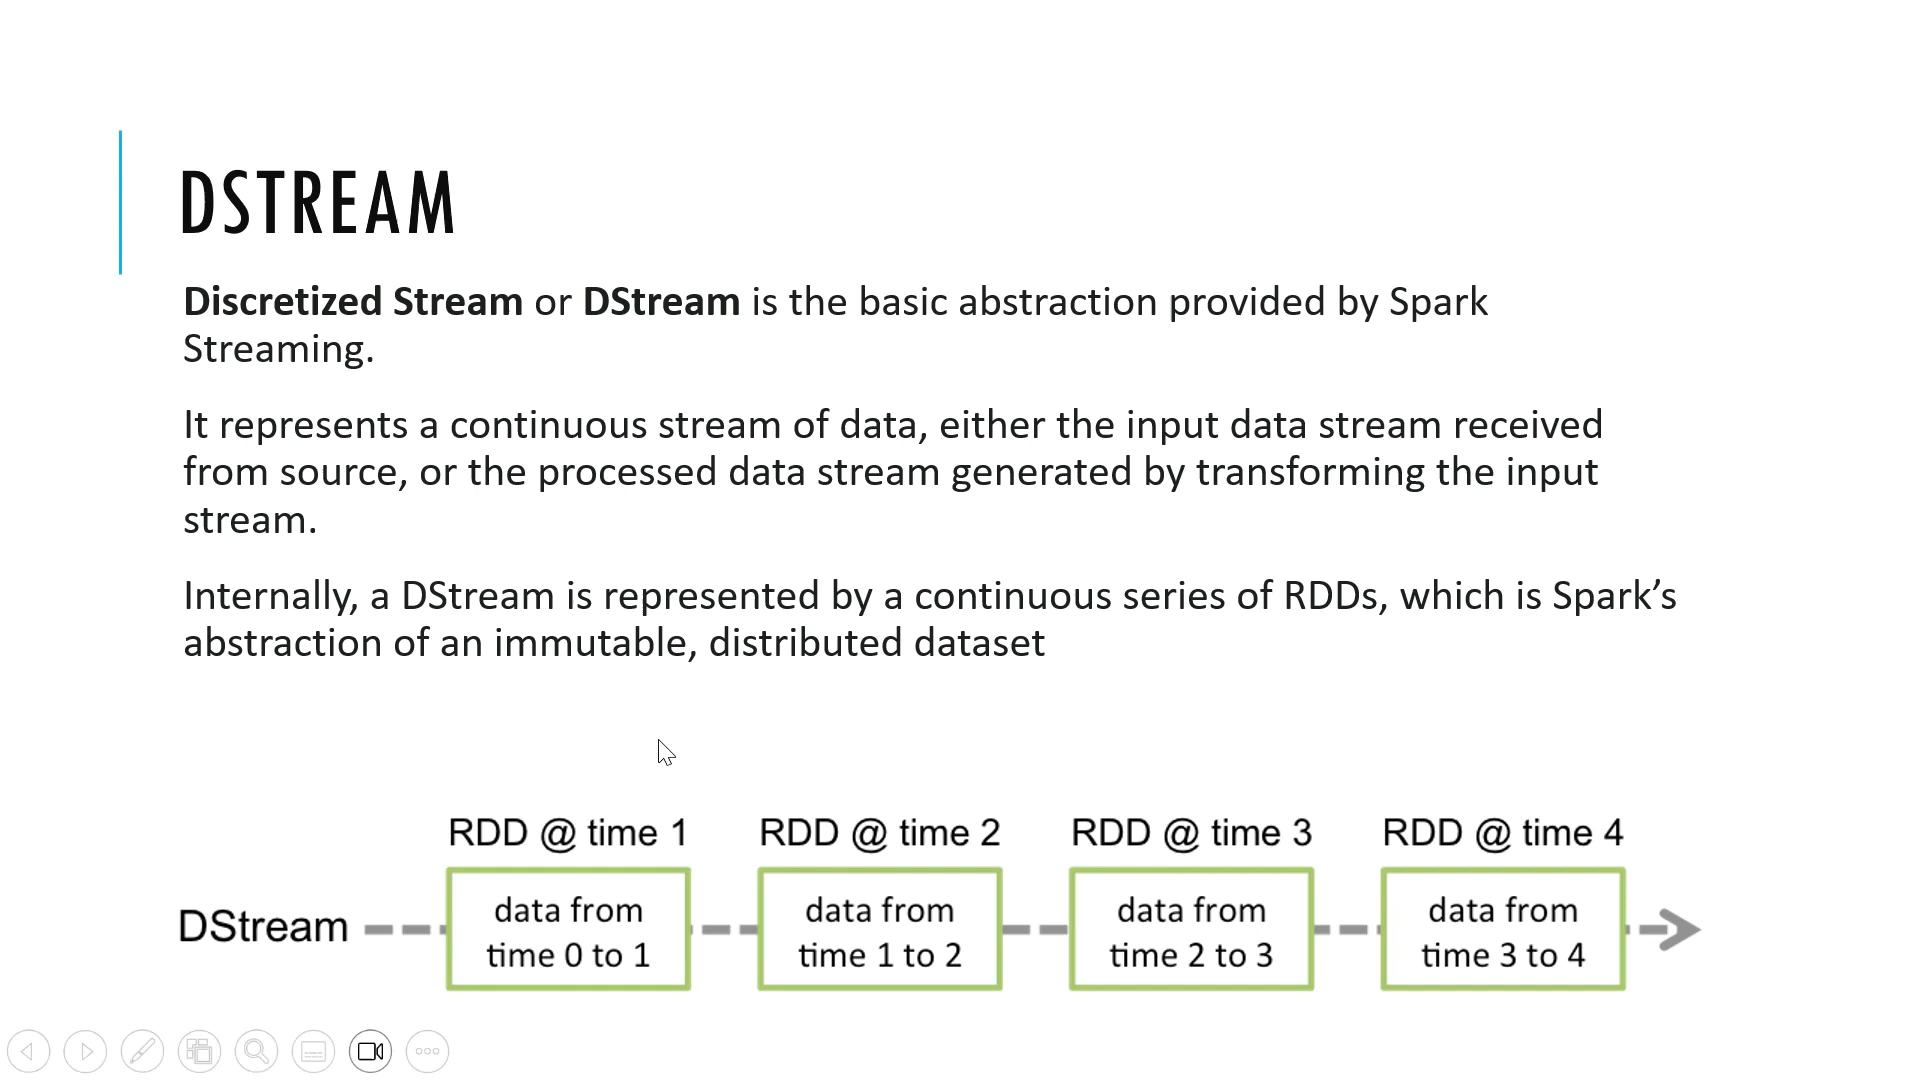 DSTREAM
Discretized Stream or DStream is the basic abstraction provided by Spark
Streaming.
It represents a continuous stream of data, either the input data stream received
from source, or the processed data stream generated by transforming the input
stream.
Internally, a DStream is represented by a continuous series of RDDs, which is Spark’s
abstraction of an immutable, distributed dataset
RDD @ time 1 RDD @ time 2 RDD @ time 3 RDD @ time 4
DStream
data from
time 0 to 1
data from
time 1 to 2
data from
time 2 to 3
data from
time 3 to 4